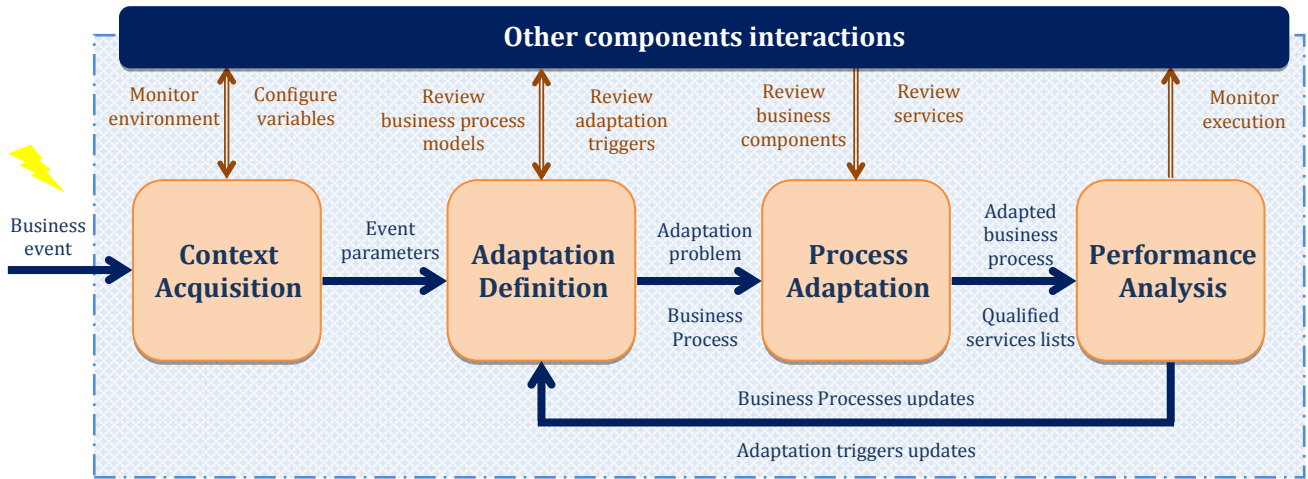 Other components interactions
Monitor
environment
Configure
variables
Review
business process
models
Review
adaptation
triggers
Review
business
components
Review
services
Monitor
execution
Business
event
Context
Acquisition
Event
parameters
Adaptation
Definition
Adaptation
problem
Business
Process
Process
Adaptation
Adapted
business
process
Qualified
services lists
Performance
Analysis
Business Processes updates
Adaptation triggers updates